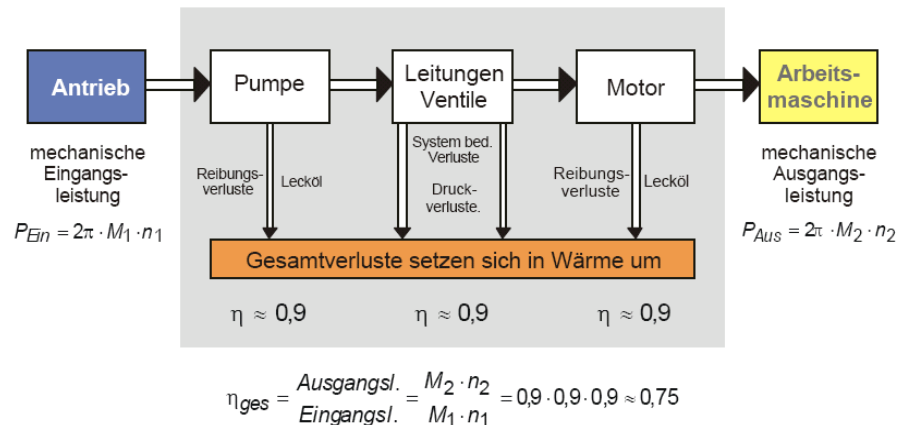 Antrieb
Pumpe
Leitungen
Ventile
Motor
Arbeits-
maschine
mechanische
Eingangs-
leistung
P_Ein = 2π · M₁ · n₁
Reibungs-
verluste
Lecköl
System bed.
Verluste
Druck-
verluste.
Reibungs-
verluste
Lecköl
mechanische
Ausgangs-
leistung
P_Aus = 2π · M₂ · n₂
Gesamtverluste setzen sich in Wärme um
η ≈ 0,9
η ≈ 0,9
η ≈ 0,9
η_ges = Ausgangsl. / Eingangsl. = M₂ · n₂ / M₁ · n₁ = 0,9 · 0,9 · 0,9 ≈ 0,75